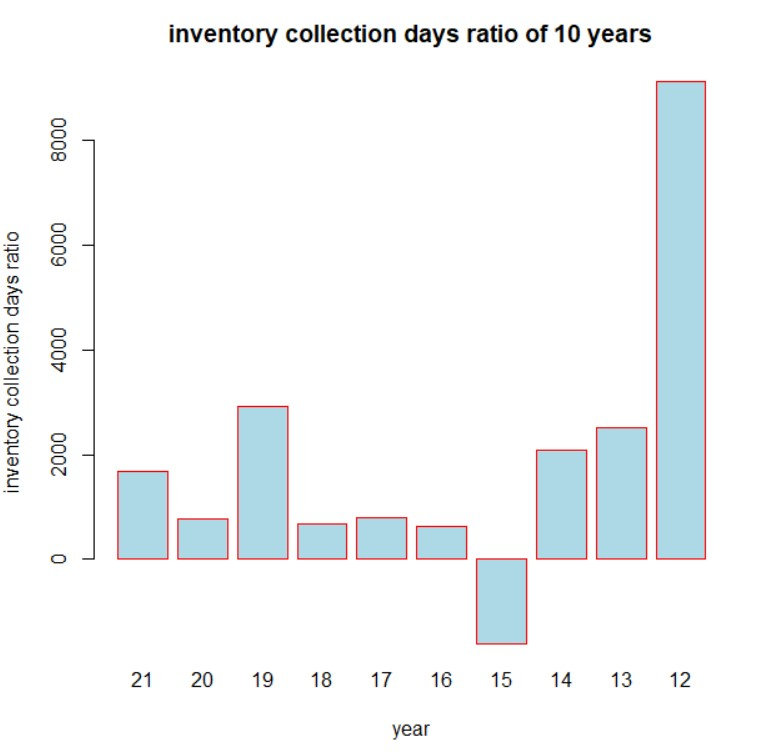 inventory collection days ratio of 10 years
inventory collection days ratio
8000
6000
4000
2000
0
21 20 19 18 17 16 15 14 13 12
year